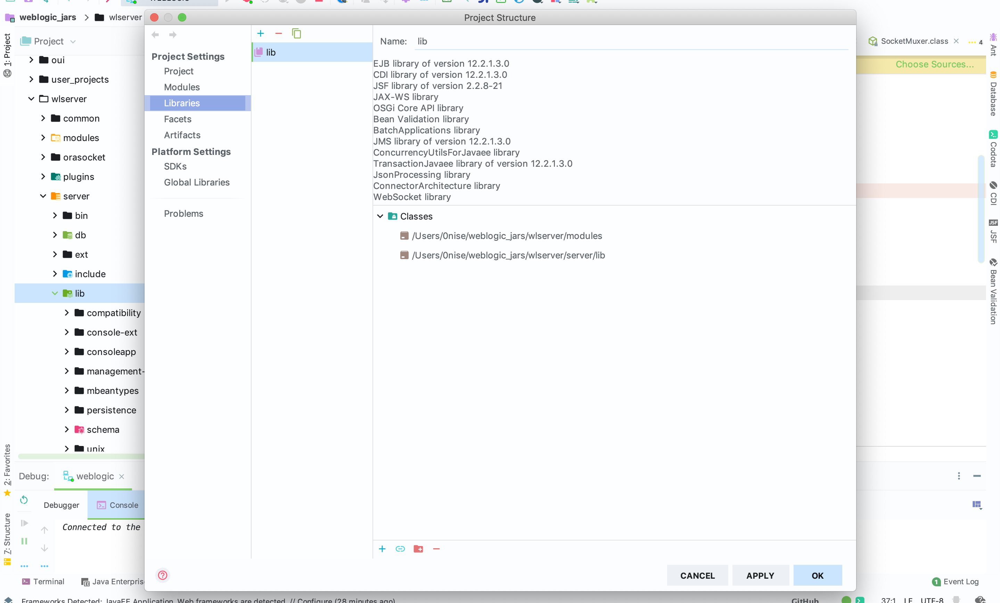 Project Structure
weblogic_jars
wlserver
1: Project
Project
oui
user_projects
wlserver
common
modules
orasocket
plugins
server
bin
db
ext
include
lib
compatibility
console-ext
consoleapp
management-
mbeantypes
persistence
schema
unix
Project Settings
Project
Modules
Libraries
Facets
Artifacts
Platform Settings
SDKs
Global Libraries
Problems
lib
Name: lib
EJB library of version 12.2.1.3.0
CDI library of version 12.2.1.3.0
JSF library of version 2.2.8-21
JAX-WS library
OSGi Core API library
Bean Validation library
BatchApplications library
JMS library of version 12.2.1.3.0
ConcurrencyUtilsForJavaee library
TransactionJavaee library of version 12.2.1.3.0
JsonProcessing library
ConnectorArchitecture library
WebSocket library
Classes
/Users/0nise/weblogic_jars/wlserver/modules
/Users/0nise/weblogic_jars/wlserver/server/lib
CANCEL
APPLY
OK
SocketMuxer.class
4
Choose Sources...
Ant
Database
Codota
CDI
JSF
JSF
Bean Validation
2: Favorites
7: Structure
Debug:
weblogic
Debugger
Console
Connected to the
Terminal
Java Enterpris
1
Event Log
Frameworks Detected: JavaEE Application, Web frameworks are detected. // Configure (28 minutes ago)
GitHub
37:1
LF
UTF-8